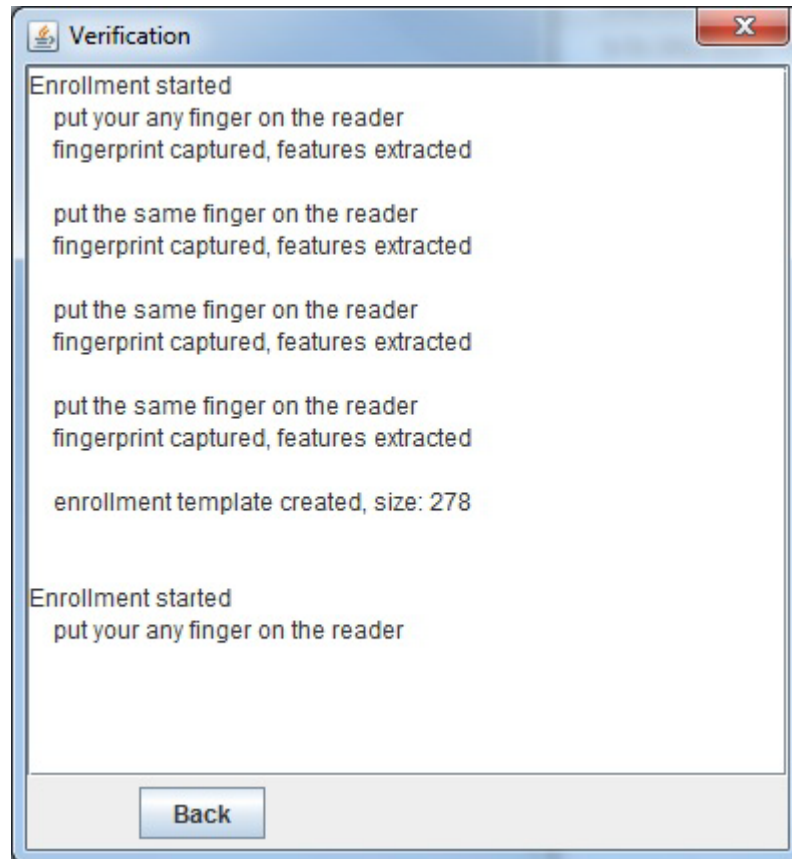 Verification
Enrollment started
put your any finger on the reader
fingerprint captured, features extracted
put the same finger on the reader
fingerprint captured, features extracted
put the same finger on the reader
fingerprint captured, features extracted
put the same finger on the reader
fingerprint captured, features extracted
enrollment template created, size: 278
Enrollment started
put your any finger on the reader
Back